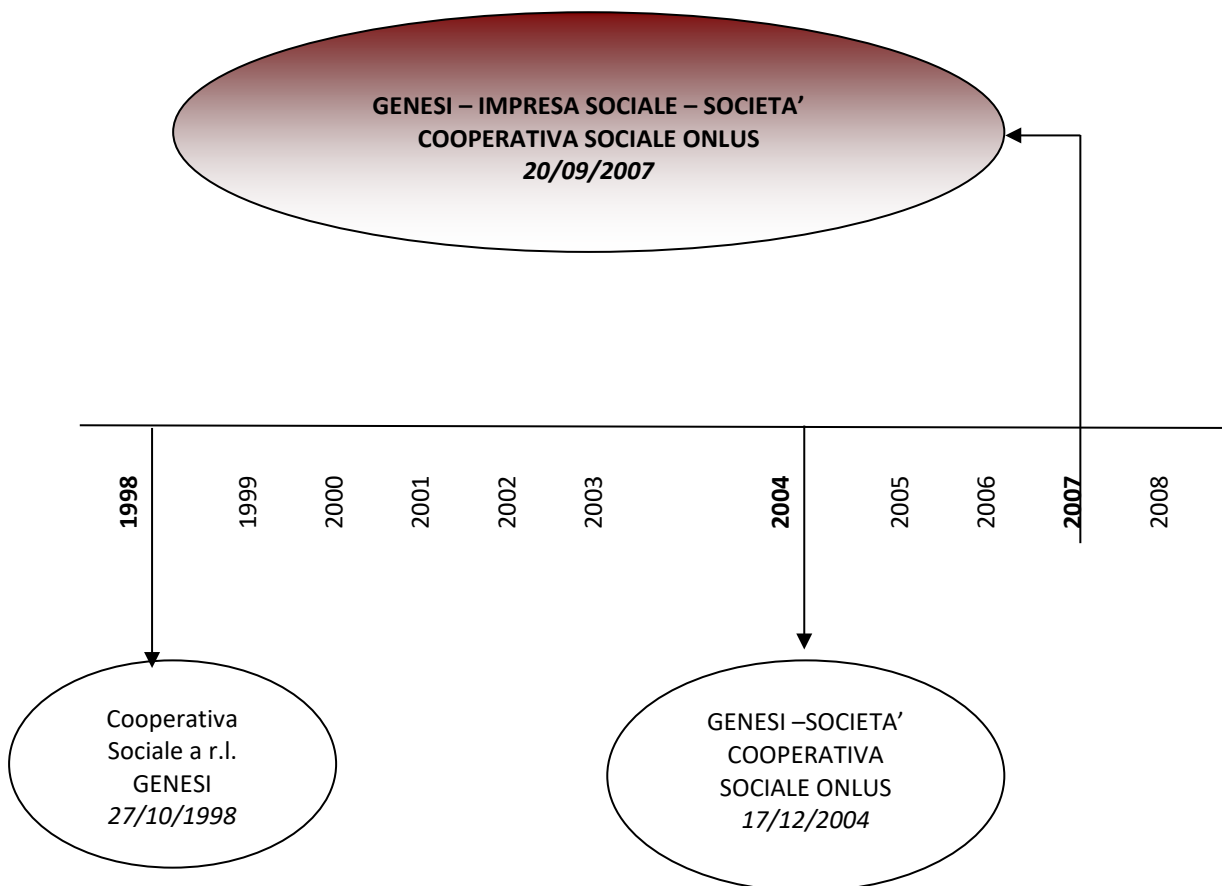 GENESI – IMPRESA SOCIALE – SOCIETA’
COOPERATIVA SOCIALE ONLUS
20/09/2007
1998
1999
2000
2001
2002
2003
2004
2005
2006
2007
2008
Cooperativa
Sociale a r.l.
GENESI
27/10/1998
GENESI –SOCIETA’
COOPERATIVA
SOCIALE ONLUS
17/12/2004